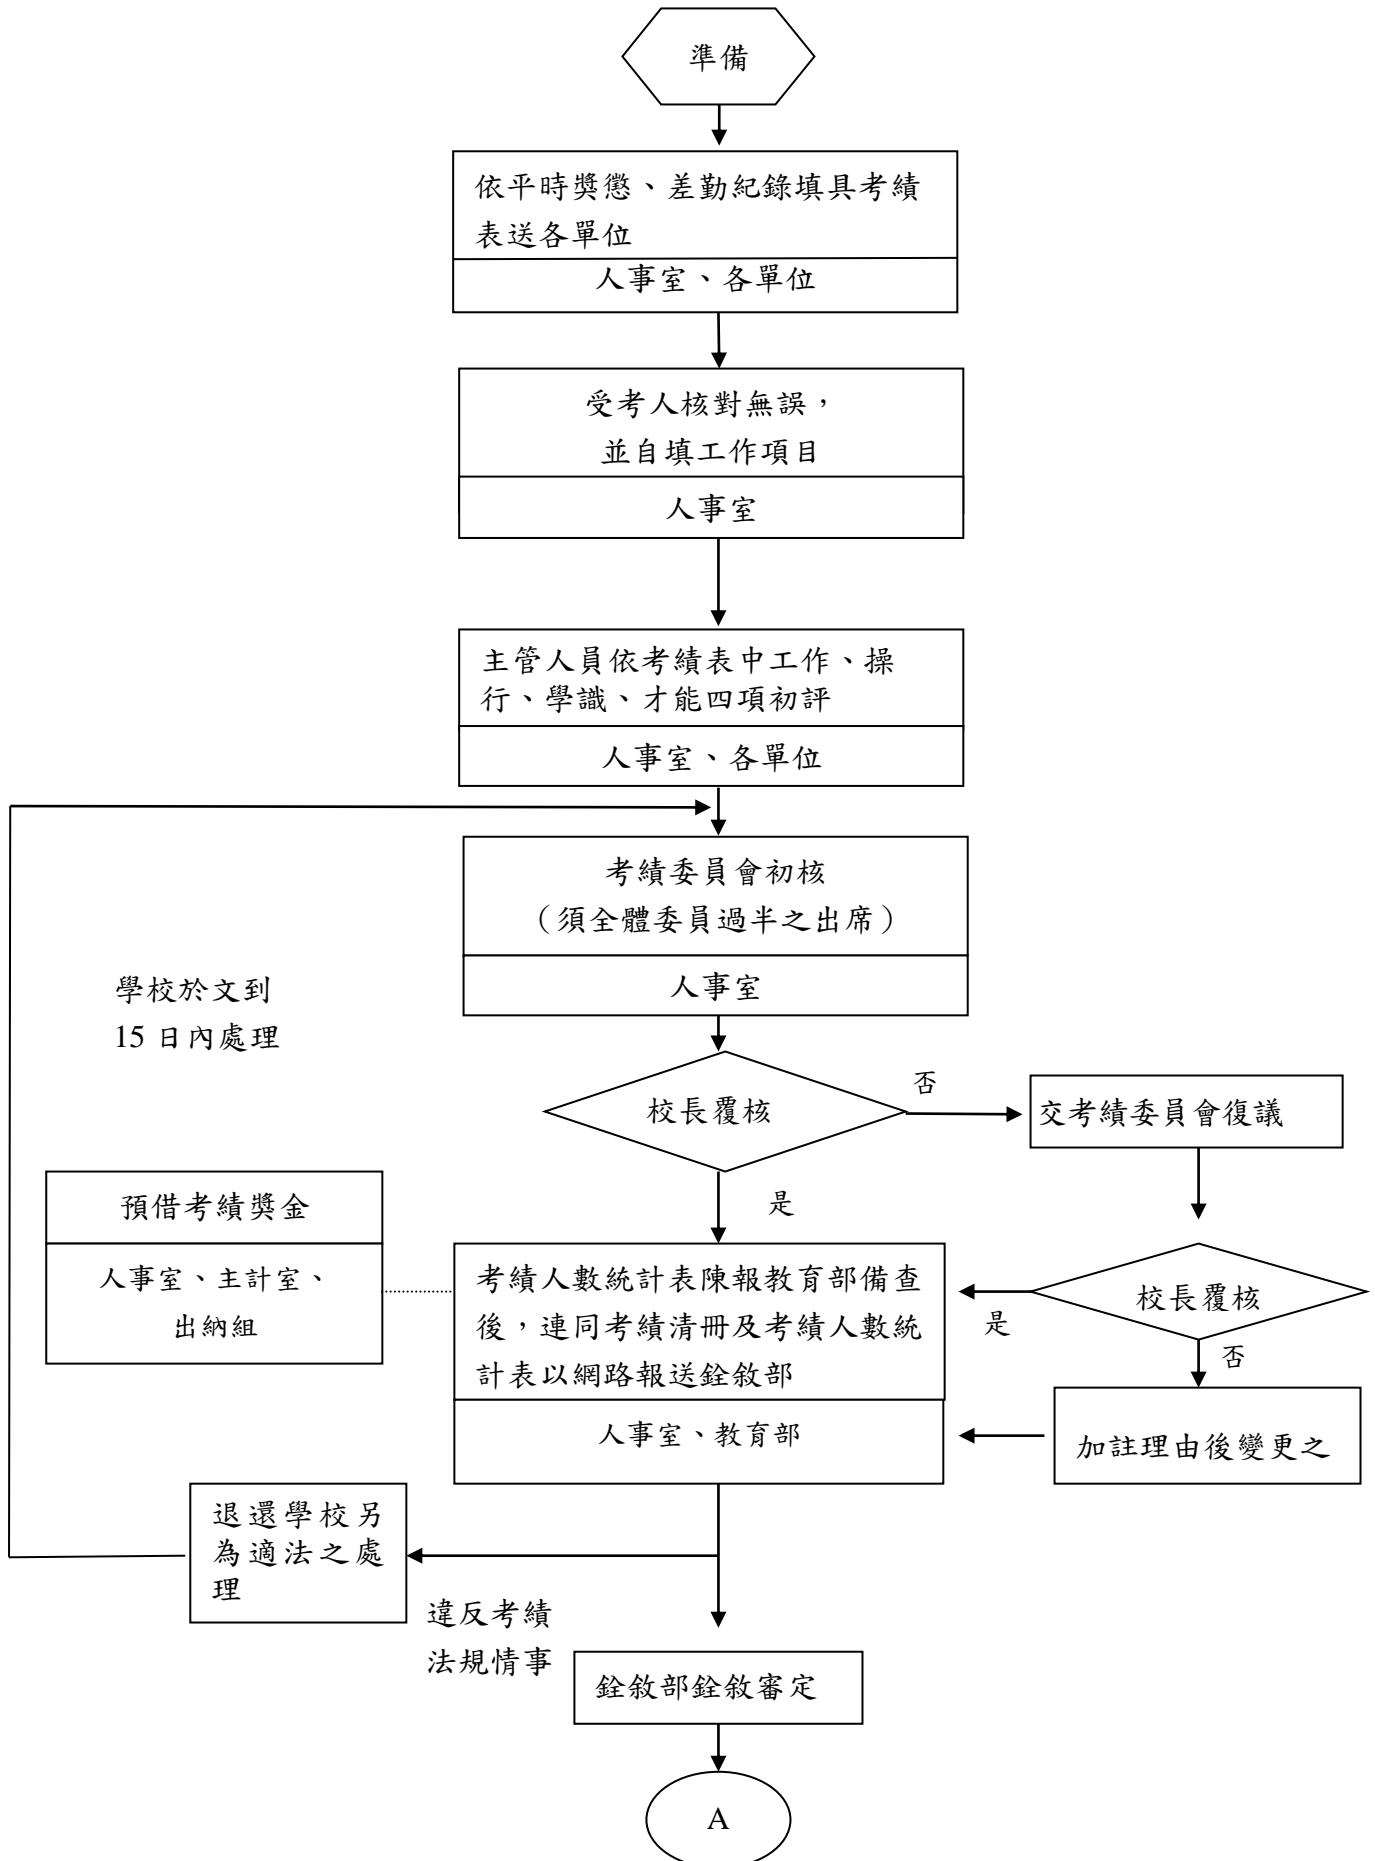 準備
依平時獎懲、差勤紀錄填具考績
表送各單位
人事室、各單位
受考人核對無誤，
並自填工作項目
人事室
主管人員依考績表中工作、操
行、學識、才能四項初評
人事室、各單位
考績委員會初核
（須全體委員過半之出席）
人事室
學校於文到
15 日內處理
校長覆核
否
交考績委員會復議
是
預借考績獎金
人事室、主計室、
出納組
考績人數統計表陳報教育部備查
後，連同考績清冊及考績人數統
計表以網路報送銓敘部
人事室、教育部
校長覆核
是
否
加註理由後變更之
退還學校另
為適法之處
理
違反考績
法規情事
銓敘部銓敘審定
A